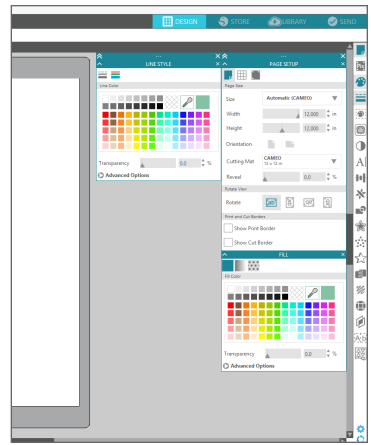 DESIGN
STORE
LIBRARY
SEND
LINE STYLE
Line Color
Transparency 0,0 %
Advanced Options
PAGE SETUP
Page Size
Size Automatic (CAMEO)
Width 12,000 in
Height 12,000 in
Orientation
Cutting Mat CAMEO
12 x 12 in
Reveal 0,0 %
Rotate View
Rotate
Print and Cut Borders
Show Print Border
Show Cut Border
FILL
Fill Color
Transparency 0,0 %
Advanced Options